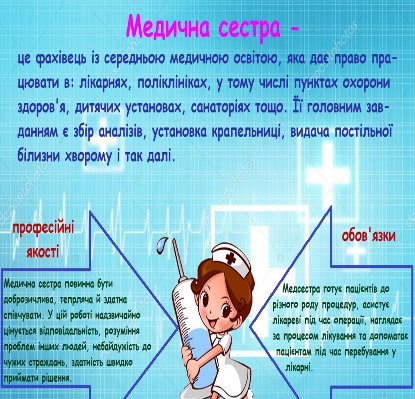 Медична сестра -
це фахівець із середньою медичною освітою, яка дає право пра-
цювати в: лікарнях, поліклініках, у тому числі пунктах охорони
здоров'я, дитячих установах, санаторіях тощо. Її головним зав-
данням є збір аналізів, установка крапельниці, видача постільної
білизни хворому і так далі.
професійні
якості
Медична сестра повинна бути
доброзичлива, терпляча й здатна
співчувати. У цій роботі надзвичайно
цінується відповідальність, розуміння
проблем інших людей, небайдужість до
чужих страждань, здатність швидко
приймати рішення.
обов'язки
Медсестра готує пацієнтів до
різного роду процедур, асистує
лікареві під час операції, наглядає
за процесом лікування та допомагає
пацієнтам під час перебування у
лікарні.